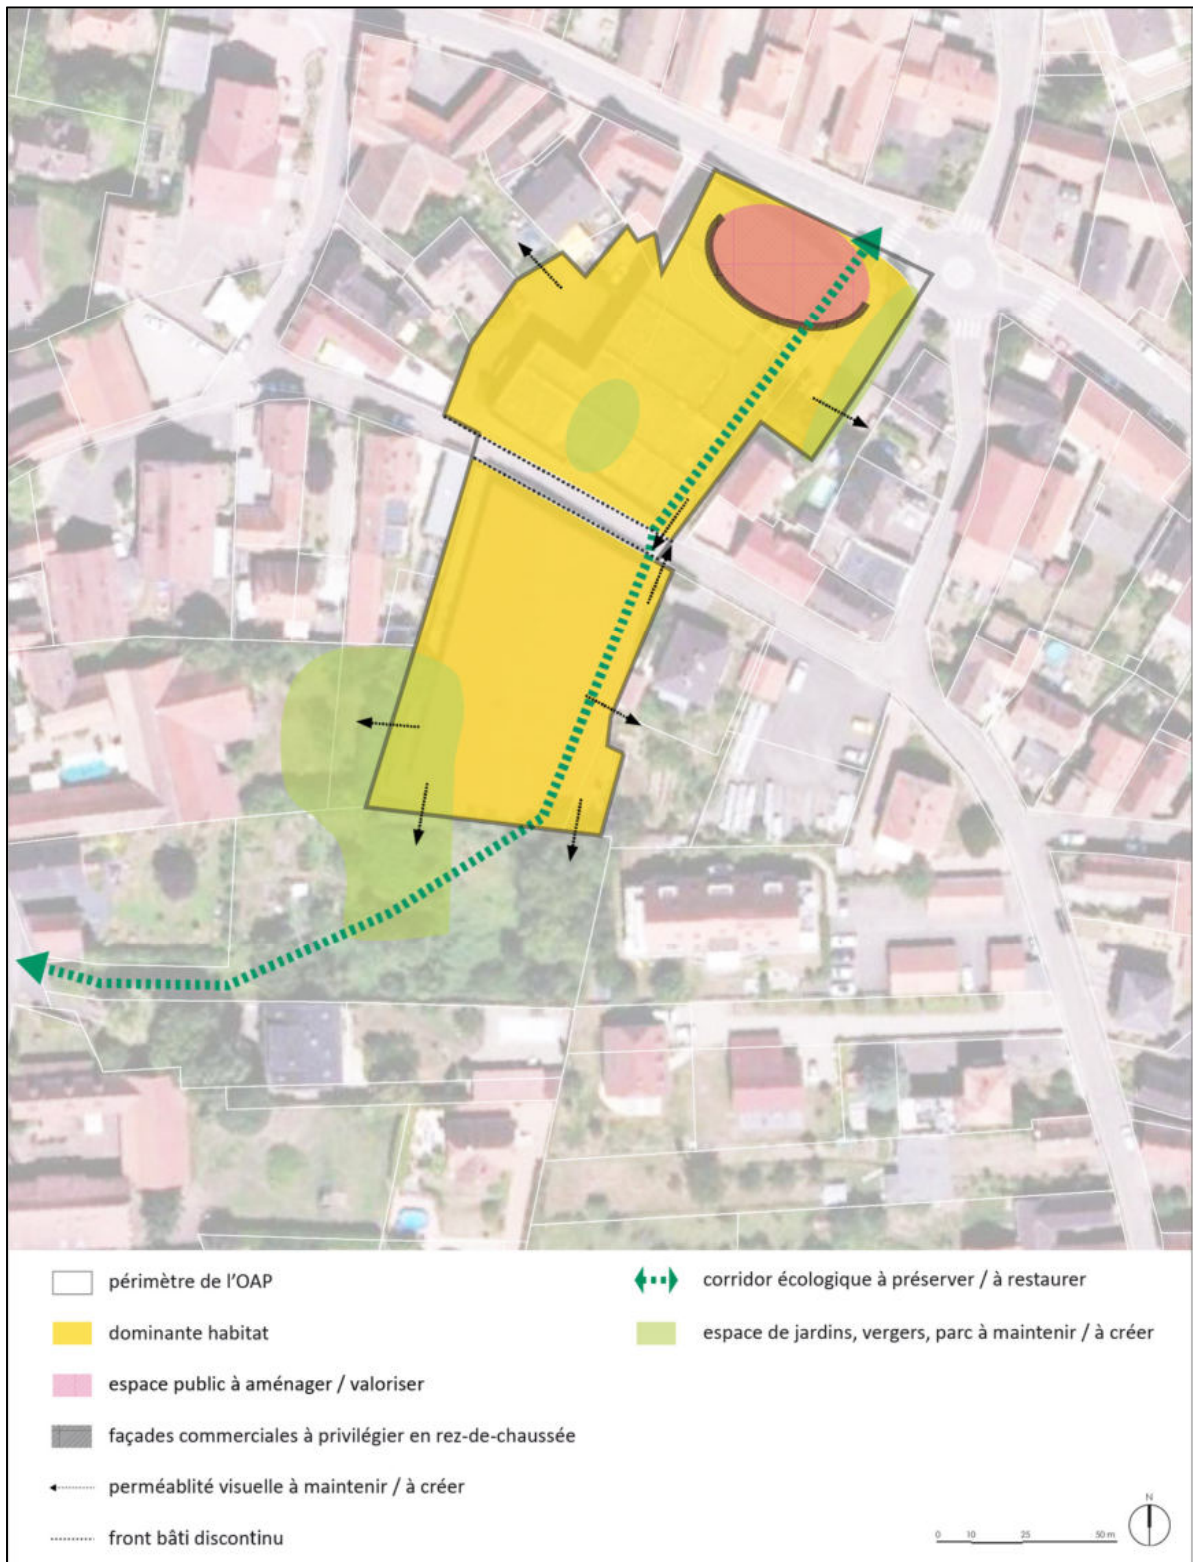 périmètre de l'OAP
dominante habitat
espace public à aménager / valoriser
façades commerciales à privilégier en rez-de-chaussée
perméablité visuelle à maintenir / à créer
front bâti discontinu
corridor écologique à préserver / à restaurer
espace de jardins, vergers, parc à maintenir / à créer
N
0 10 25 50 m